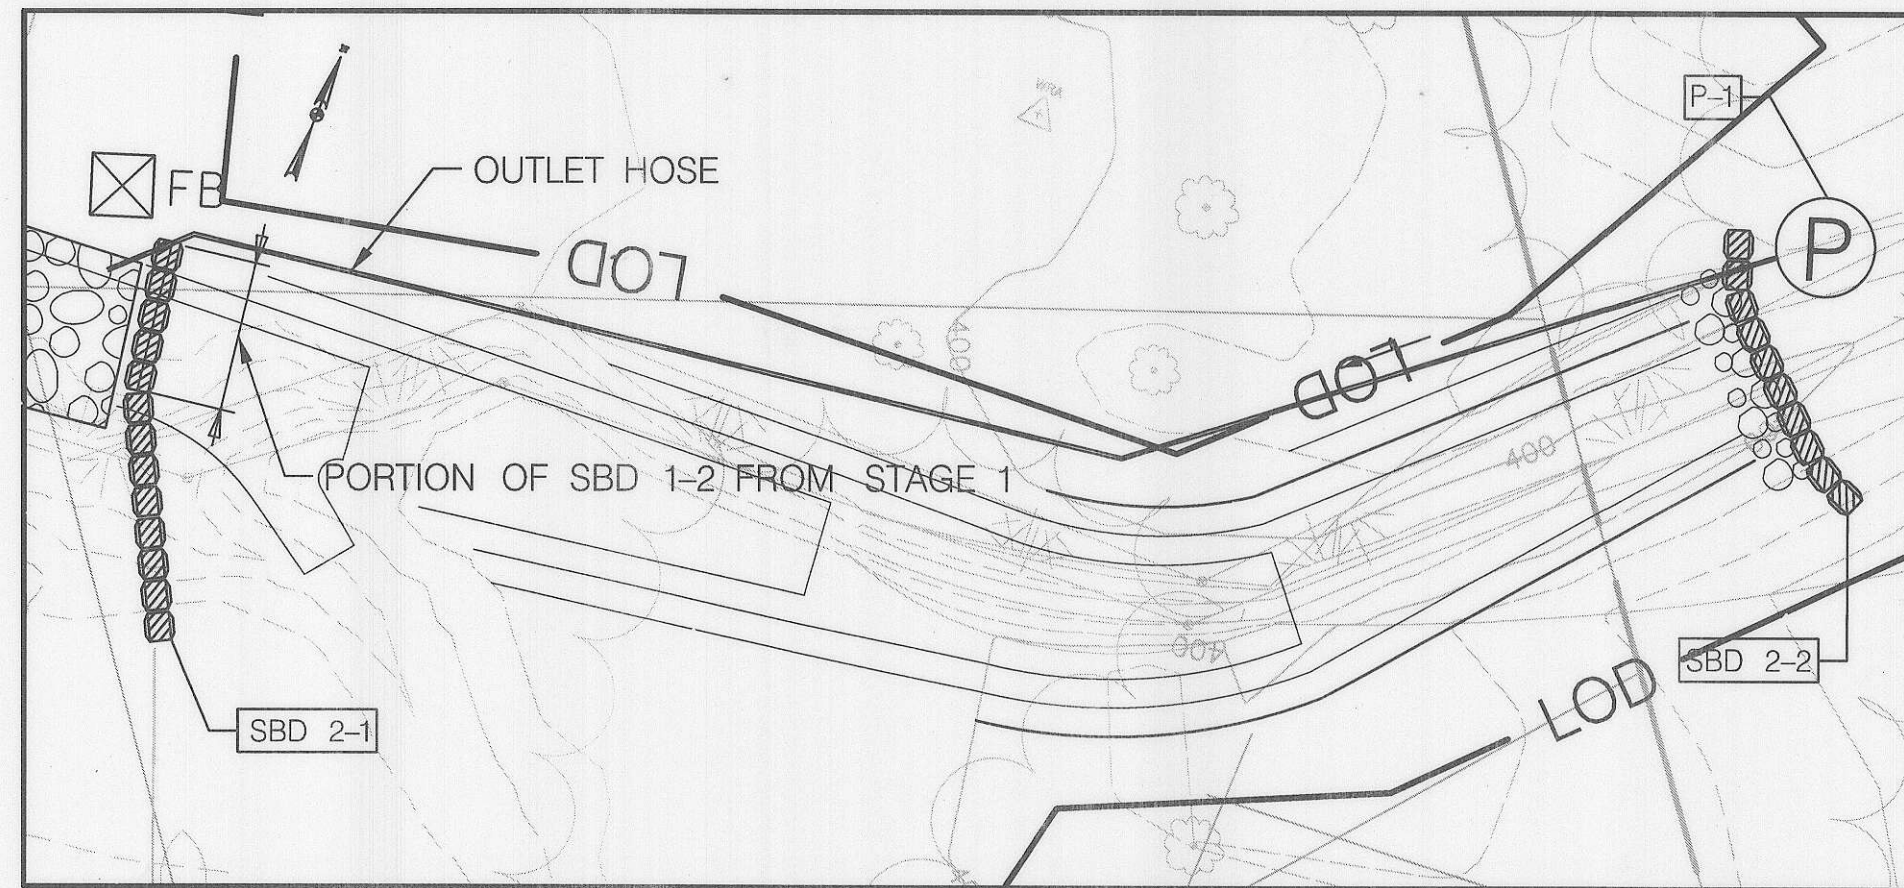 P-1
OUTLET HOSE
FB
LOD
P
400
LOD
400
PORTION OF SBD 1-2 FROM STAGE 1
400
SBD 2-2
LOD
SBD 2-1